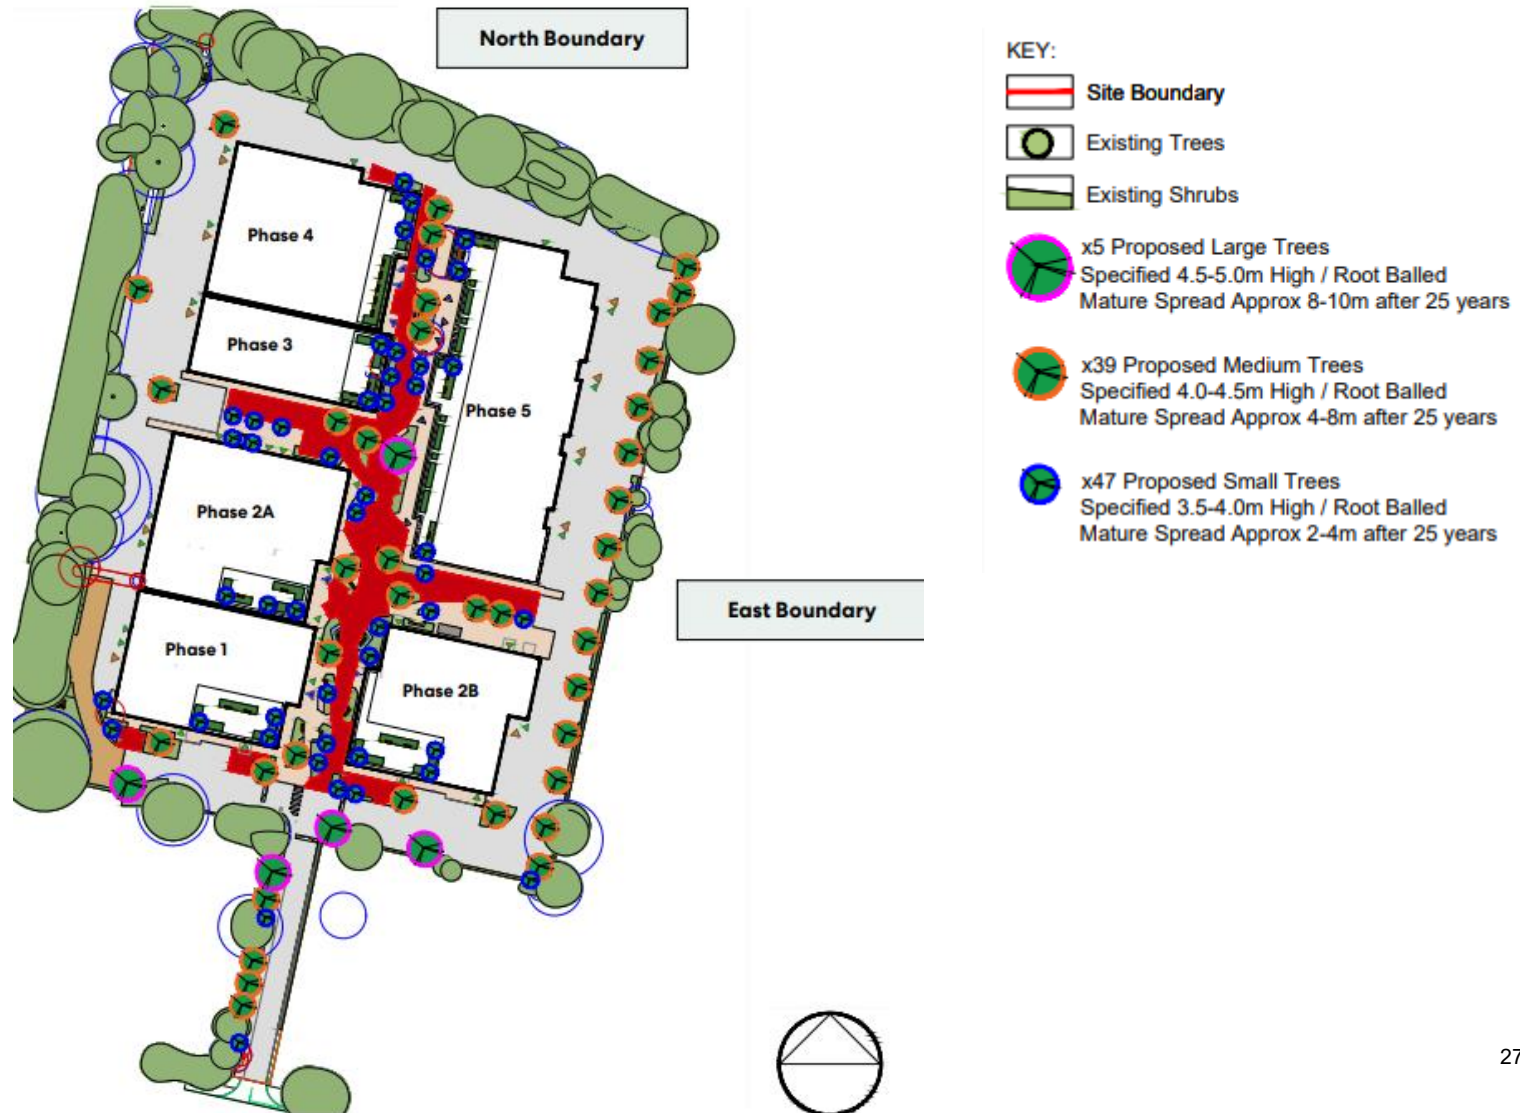 North Boundary
KEY:
Site Boundary
Existing Trees
Existing Shrubs
x5 Proposed Large Trees
Specified 4.5-5.0m High / Root Balled
Mature Spread Approx 8-10m after 25 years
x39 Proposed Medium Trees
Specified 4.0-4.5m High / Root Balled
Mature Spread Approx 4-8m after 25 years
x47 Proposed Small Trees
Specified 3.5-4.0m High / Root Balled
Mature Spread Approx 2-4m after 25 years
Phase 4
Phase 3
Phase 5
Phase 2A
East Boundary
Phase 1
Phase 2B
27